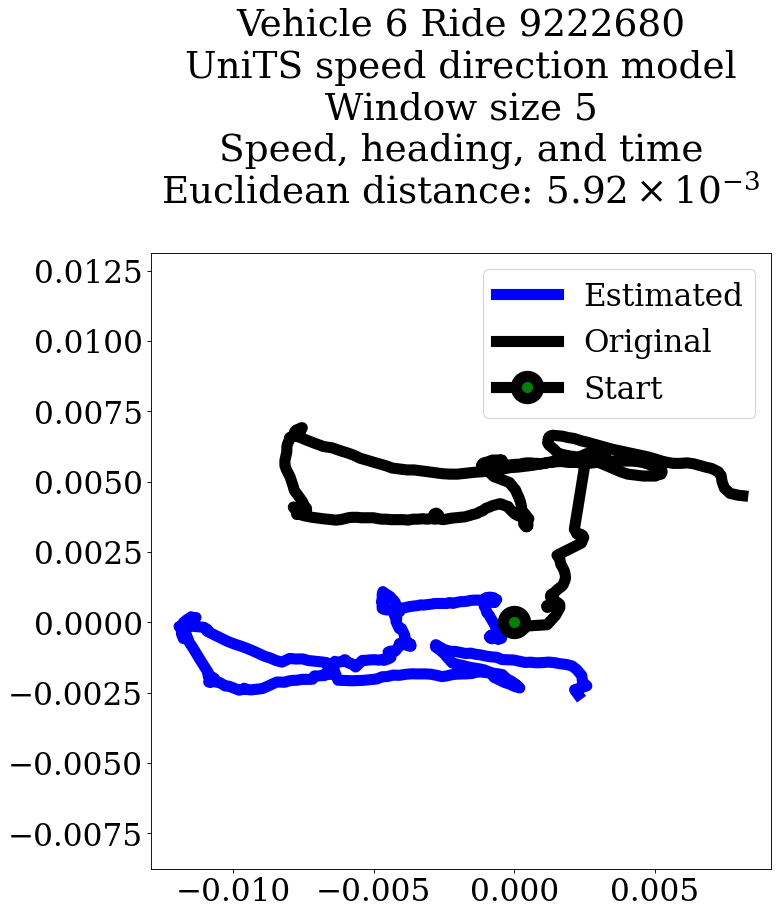 Vehicle 6 Ride 9222680
UniTS speed direction model
Window size 5
Speed, heading, and time
Euclidean distance: 5.92 × 10⁻³
0.0125
0.0100
0.0075
0.0050
0.0025
0.0000
−0.0025
−0.0050
−0.0075
Estimated
Original
Start
−0.010 −0.005 0.000 0.005